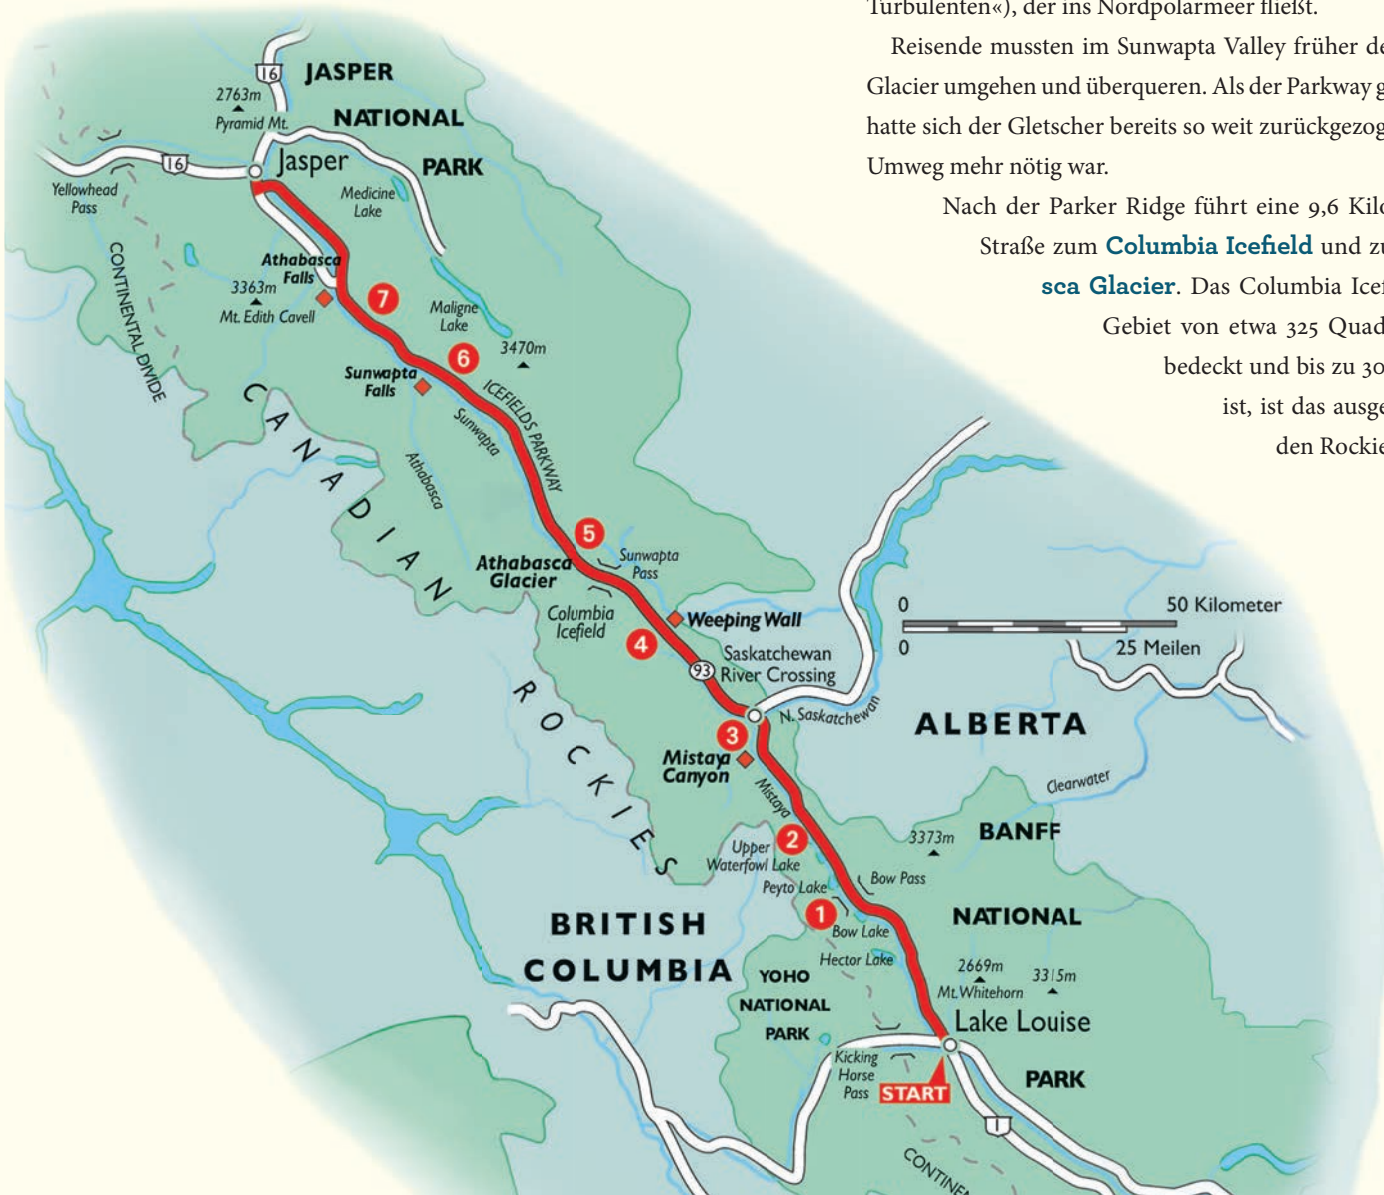 Turbulenten«), der ins Nordpolarmeer fließt.
Reisende mussten im Sunwapta Valley früher de
Glacier umgehen und überqueren. Als der Parkway g
hatte sich der Gletscher bereits so weit zurückgezog
Umweg mehr nötig war.
Nach der Parker Ridge führt eine 9,6 Kilo
Straße zum Columbia Icefield und zu
sca Glacier. Das Columbia Icef
Gebiet von etwa 325 Quad
bedeckt und bis zu 30
ist, ist das ausge
den Rockie
16
JASPER
NATIONAL
PARK
2763m
Pyramid Mt.
16
Jasper
Yellowhead
Pass
Medicine
Lake
CONTINENTAL DIVIDE
Athabasca
Falls
3363m
Mt. Edith Cavell
7
Maligne
Lake
6
3470m
Sunwapta
Falls
ICEFIELDS PARKWAY
Sunwapta
Athabasca
CANADIAN
ROCKIES
5
Sunwapta
Pass
Athabasca
Glacier
Columbia
Icefield
Weeping Wall
4
0
50 Kilometer
0
25 Meilen
93
Saskatchewan
River Crossing
N. Saskatchewan
ALBERTA
3
Mistaya
Canyon
Mistaya
Clearwater
2
Upper
Waterfowl Lake
3373m
BANFF
NATIONAL
PARK
Peyto Lake
Bow Pass
1
Bow Lake
BRITISH
COLUMBIA
Hector Lake
YOHO
NATIONAL
PARK
2669m
Mt. Whitehorn
3315m
Lake Louise
Kicking
Horse
Pass
START
1
CONTINEN